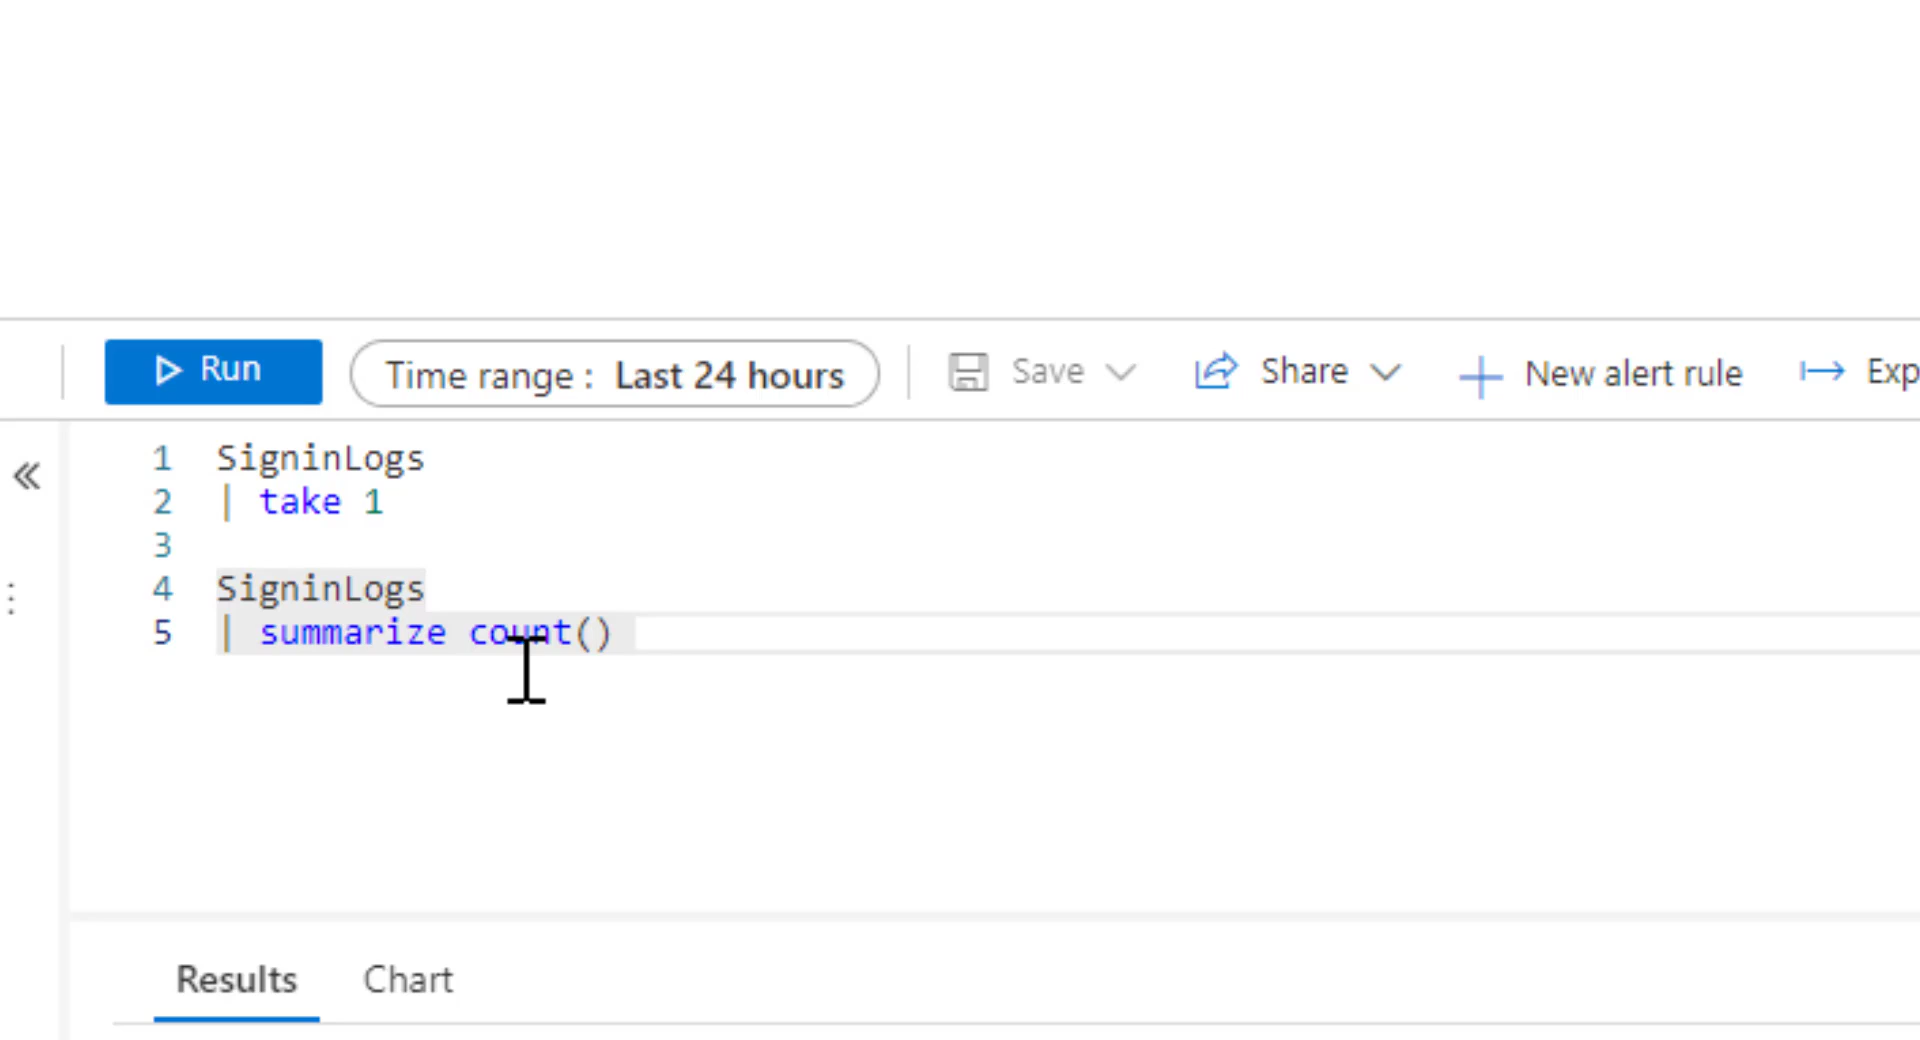 Run Time range : Last 24 hours Save Share New alert rule Exp
1 SigninLogs
2 | take 1
3
4 SigninLogs
5 | summarize count()
Results Chart